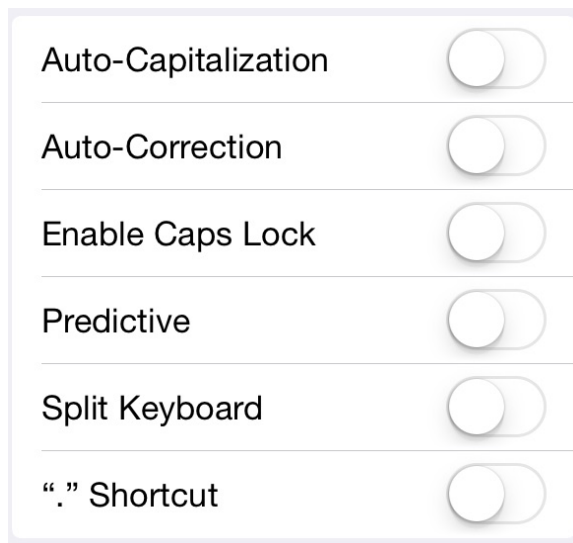 Auto-Capitalization
Auto-Correction
Enable Caps Lock
Predictive
Split Keyboard
“.” Shortcut